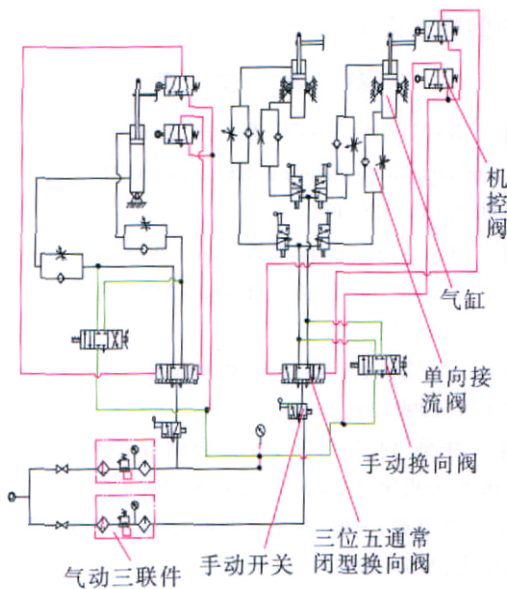 机
控
阀
气缸
单向接
流阀
手动换向阀
三位五通常
闭型换向阀
手动开关
气动三联件